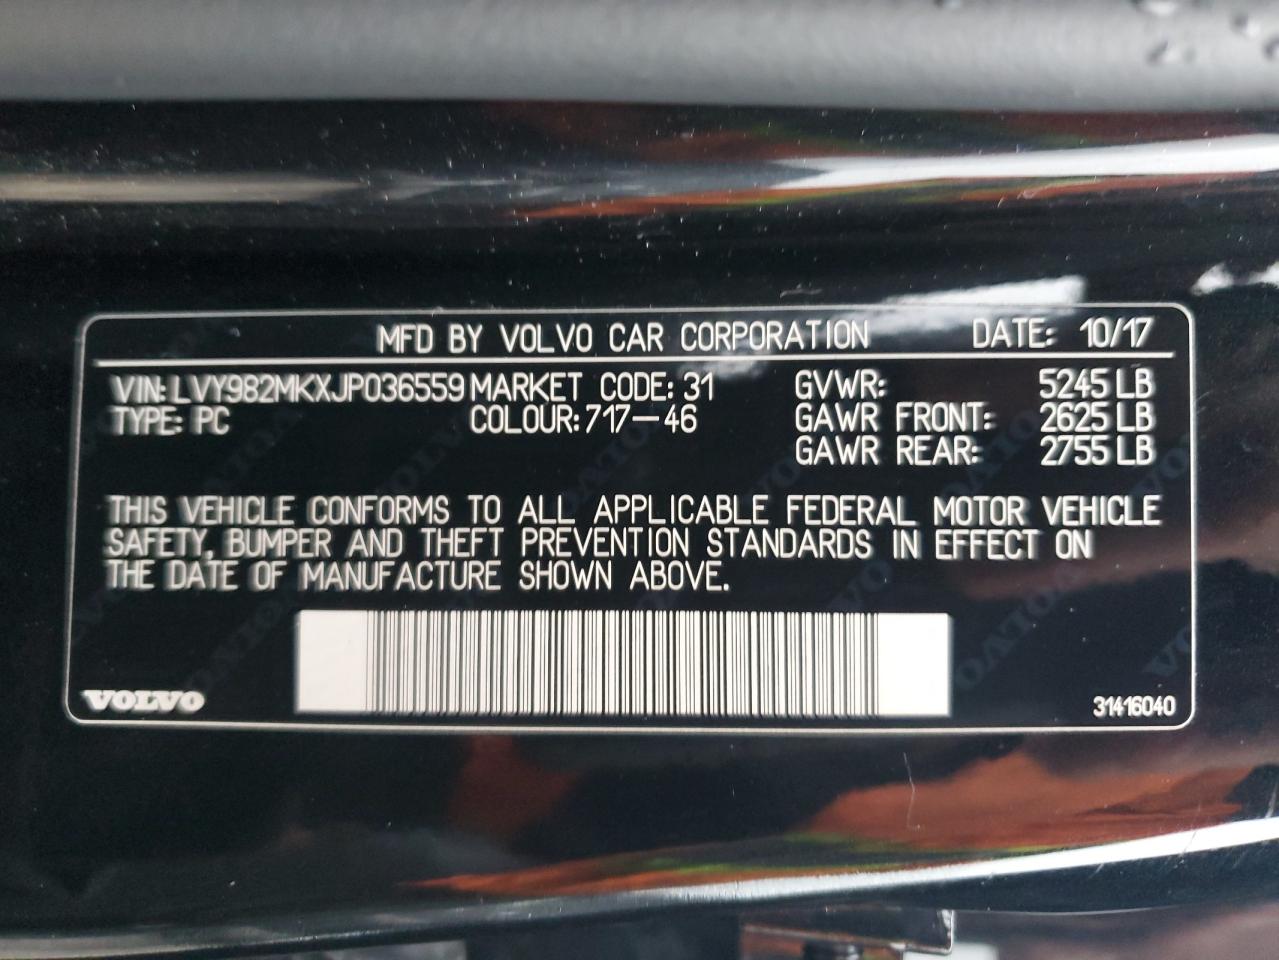 MFD BY VOLVO CAR CORPORATION DATE: 10/17
VIN: LVY982MKXJP036559 MARKET CODE: 31 GVWR: 5245 LB
TYPE: PC COLOUR: 717-46 GAWR FRONT: 2625 LB
GAWR REAR: 2755 LB
THIS VEHICLE CONFORMS TO ALL APPLICABLE FEDERAL MOTOR VEHICLE
SAFETY, BUMPER AND THEFT PREVENTION STANDARDS IN EFFECT ON
THE DATE OF MANUFACTURE SHOWN ABOVE.
VOLVO 31416040